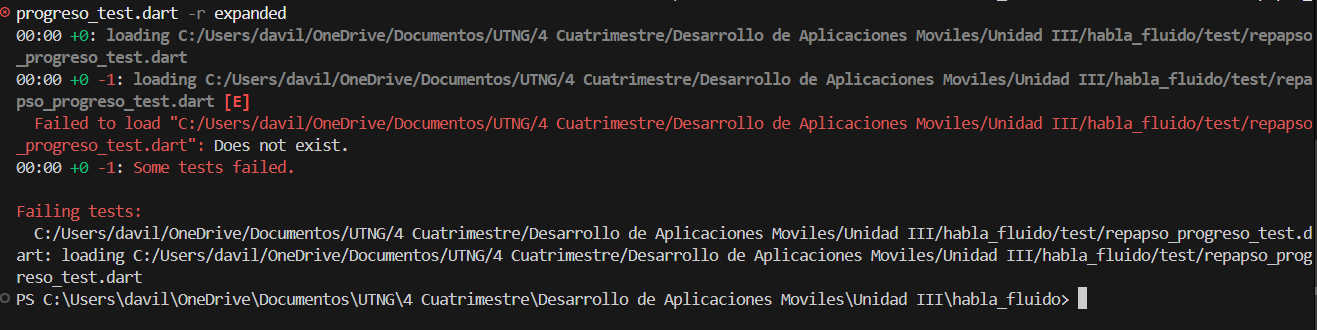 progreso_test.dart -r expanded
00:00 +0: loading C:/Users/davil/OneDrive/Documentos/UTNG/4 Cuatrimestre/Desarrollo de Aplicaciones Moviles/Unidad III/habla_fluido/test/repapso
_progreso_test.dart
00:00 +0 -1: loading C:/Users/davil/OneDrive/Documentos/UTNG/4 Cuatrimestre/Desarrollo de Aplicaciones Moviles/Unidad III/habla_fluido/test/repa
pso_progreso_test.dart [E]
  Failed to load "C:/Users/davil/OneDrive/Documentos/UTNG/4 Cuatrimestre/Desarrollo de Aplicaciones Moviles/Unidad III/habla_fluido/test/repapso
_progreso_test.dart": Does not exist.
00:00 +0 -1: Some tests failed.

Failing tests:
  C:/Users/davil/OneDrive/Documentos/UTNG/4 Cuatrimestre/Desarrollo de Aplicaciones Moviles/Unidad III/habla_fluido/test/repapso_progreso_test.d
art: loading C:/Users/davil/OneDrive/Documentos/UTNG/4 Cuatrimestre/Desarrollo de Aplicaciones Moviles/Unidad III/habla_fluido/test/repapso_prog
reso_test.dart
PS C:\Users\davil\OneDrive\Documentos\UTNG\4 Cuatrimestre\Desarrollo de Aplicaciones Moviles\Unidad III\habla_fluido>